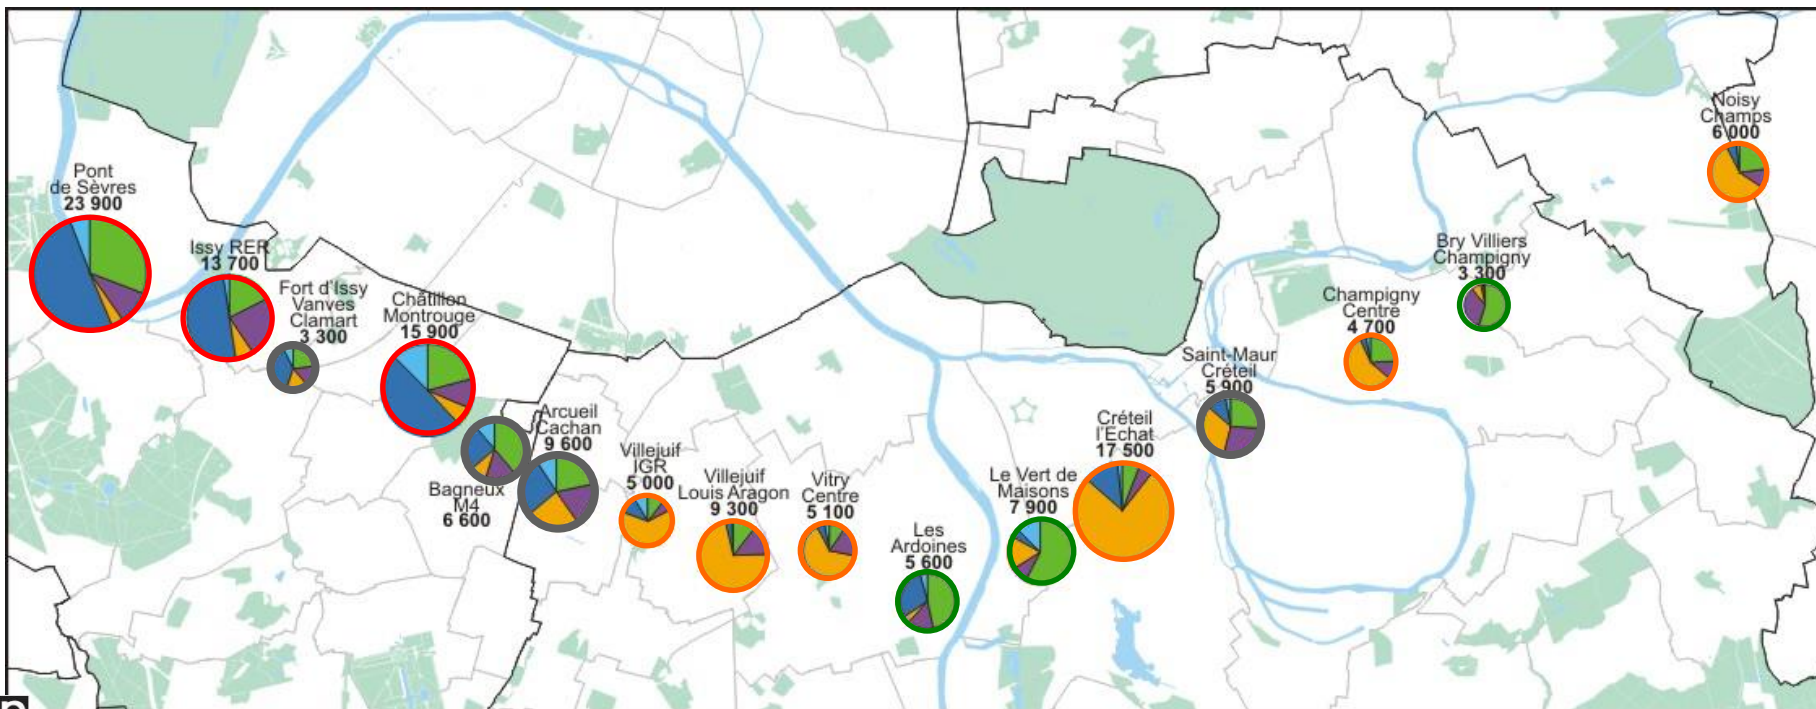 Noisy
Champs
6 000
Pont
de Sèvres
23 900
Issy RER
13 700
Fort d'Issy
Vanves
Clamart
3 300
Châtillon
Montrouge
15 900
Bagneux
M4
6 600
Arcueil
Cachan
9 600
Villejuif
IGR
5 000
Villejuif
Louis Aragon
9 300
Vitry
Centre
5 100
Les
Ardoines
5 600
Le Vert de
Maisons
7 900
Créteil
l'Echat
17 500
Saint-Maur
Créteil
5 900
Champigny
Centre
4 700
Bry Villiers
Champigny
3 300